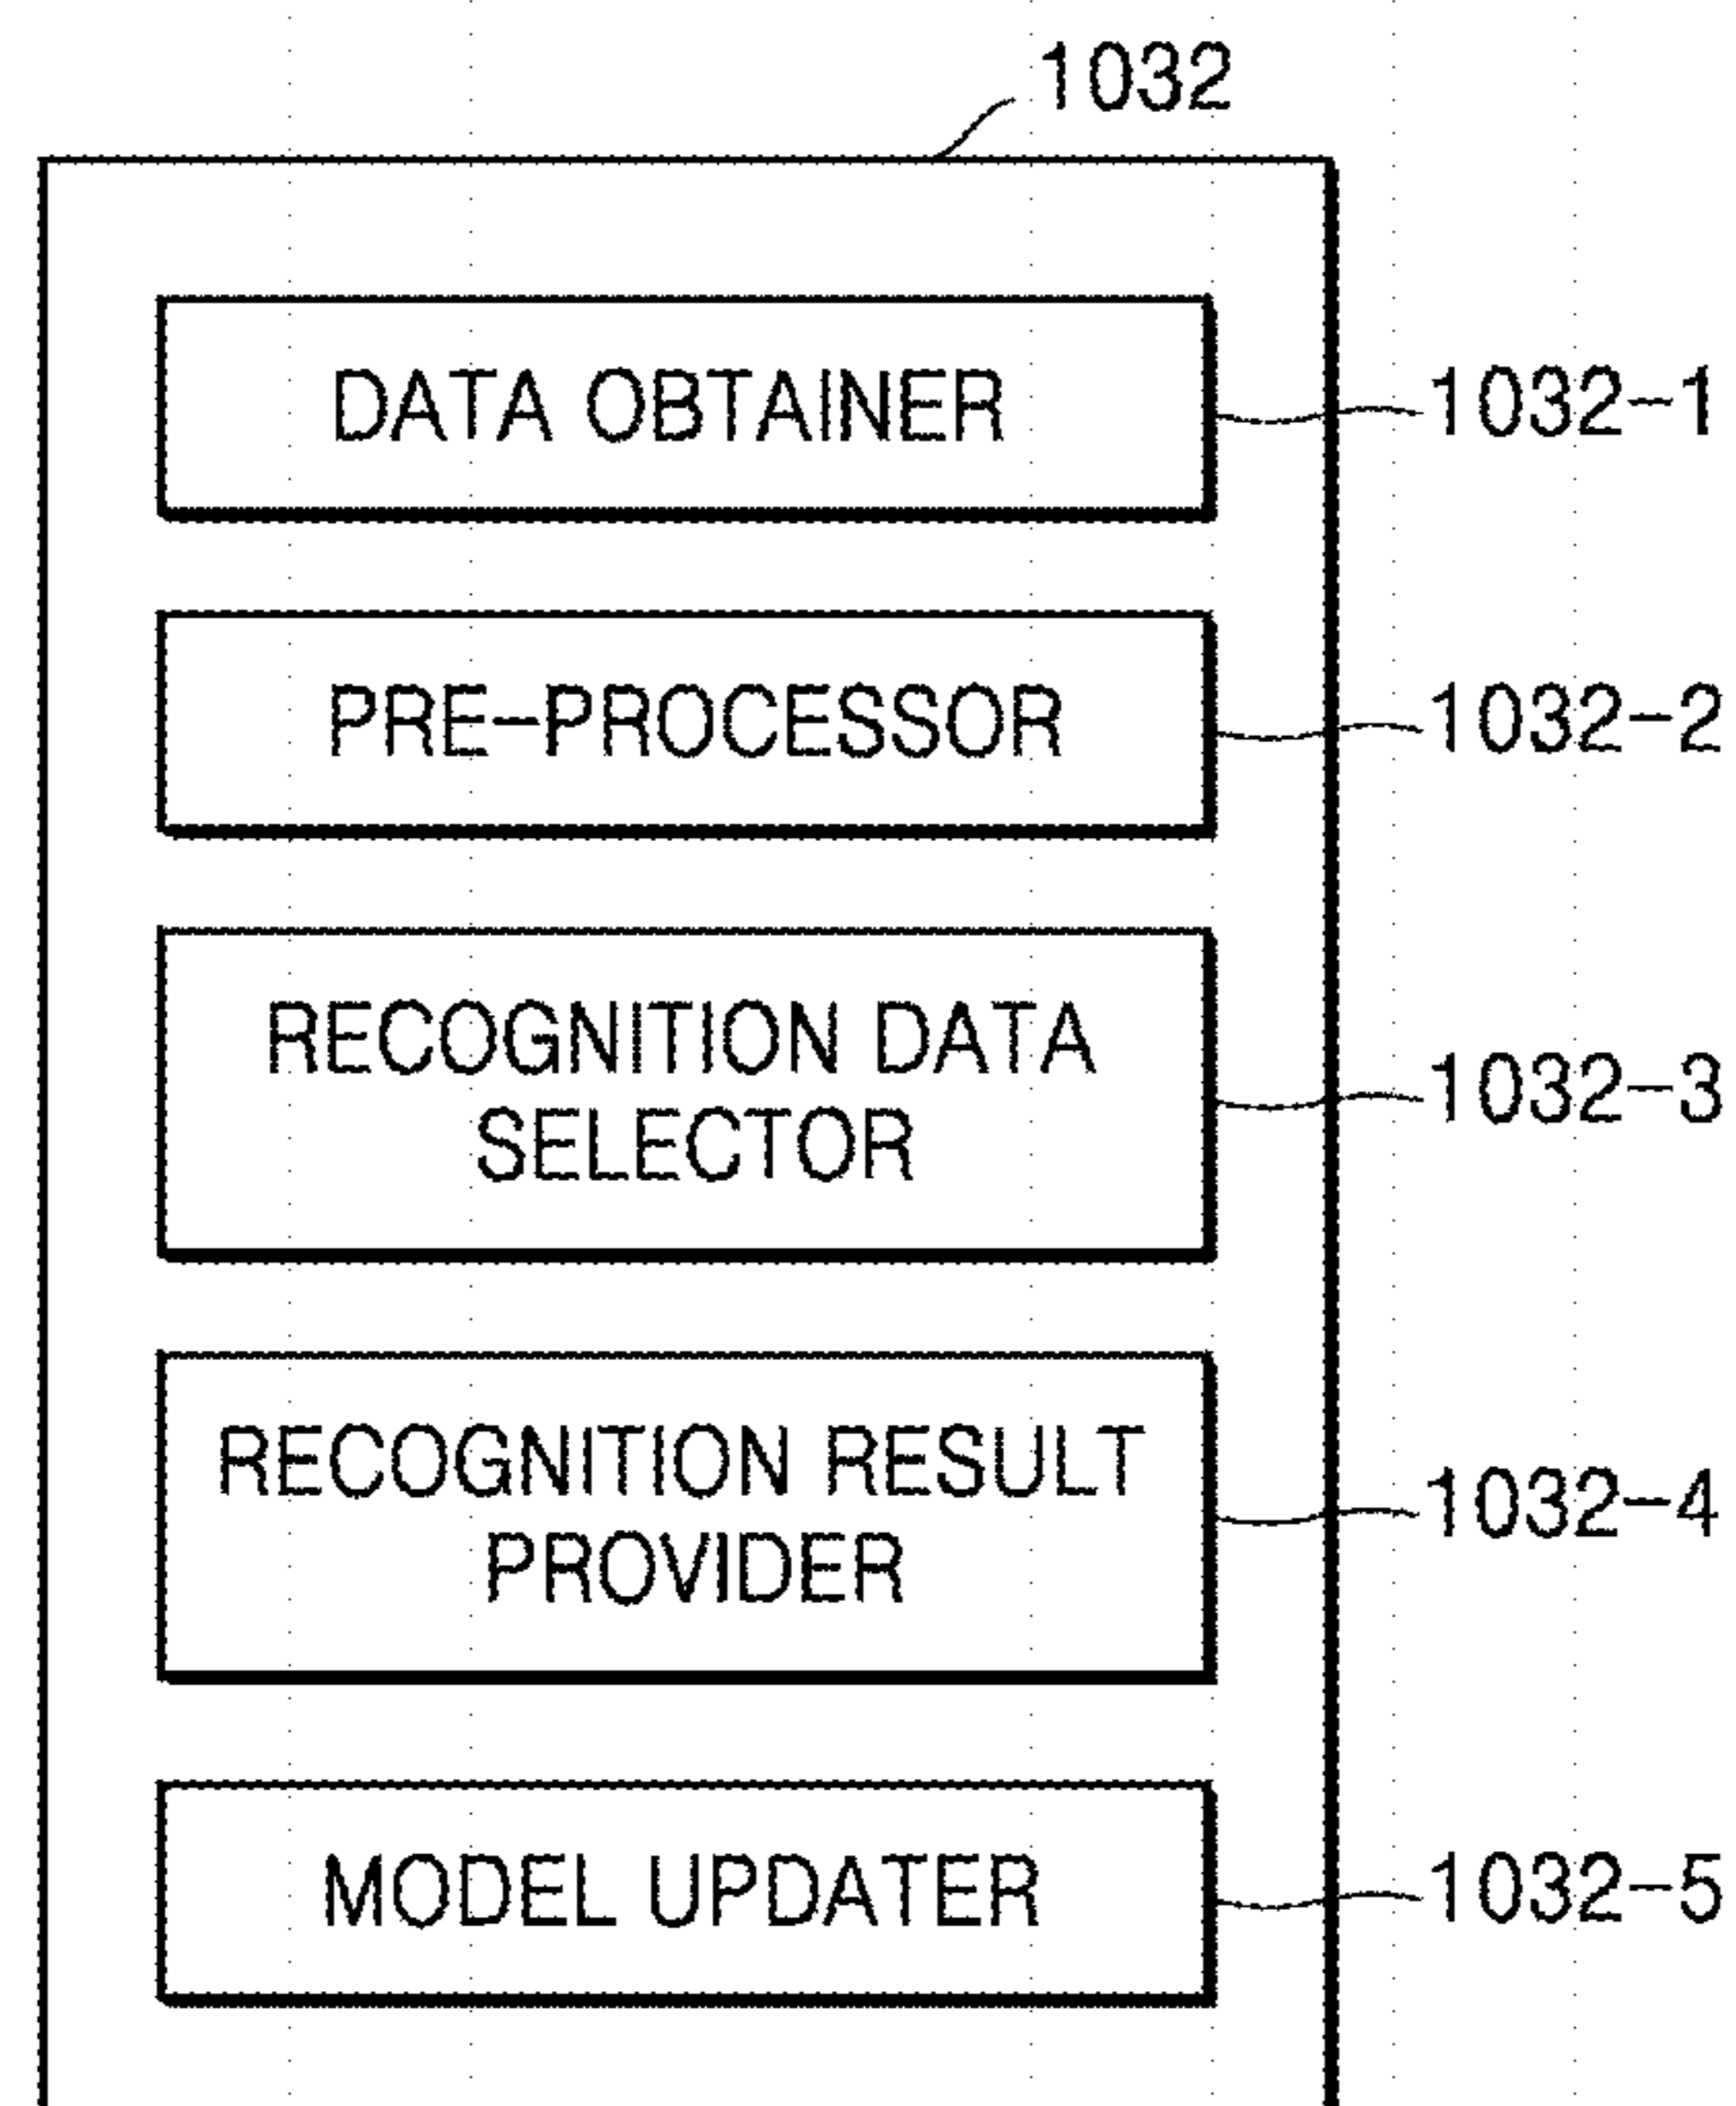 1032
DATA OBTAINER
1032-1
PRE-PROCESSOR
1032-2
RECOGNITION DATA
SELECTOR
1032-3
RECOGNITION RESULT
PROVIDER
1032-4
MODEL UPDATER
1032-5